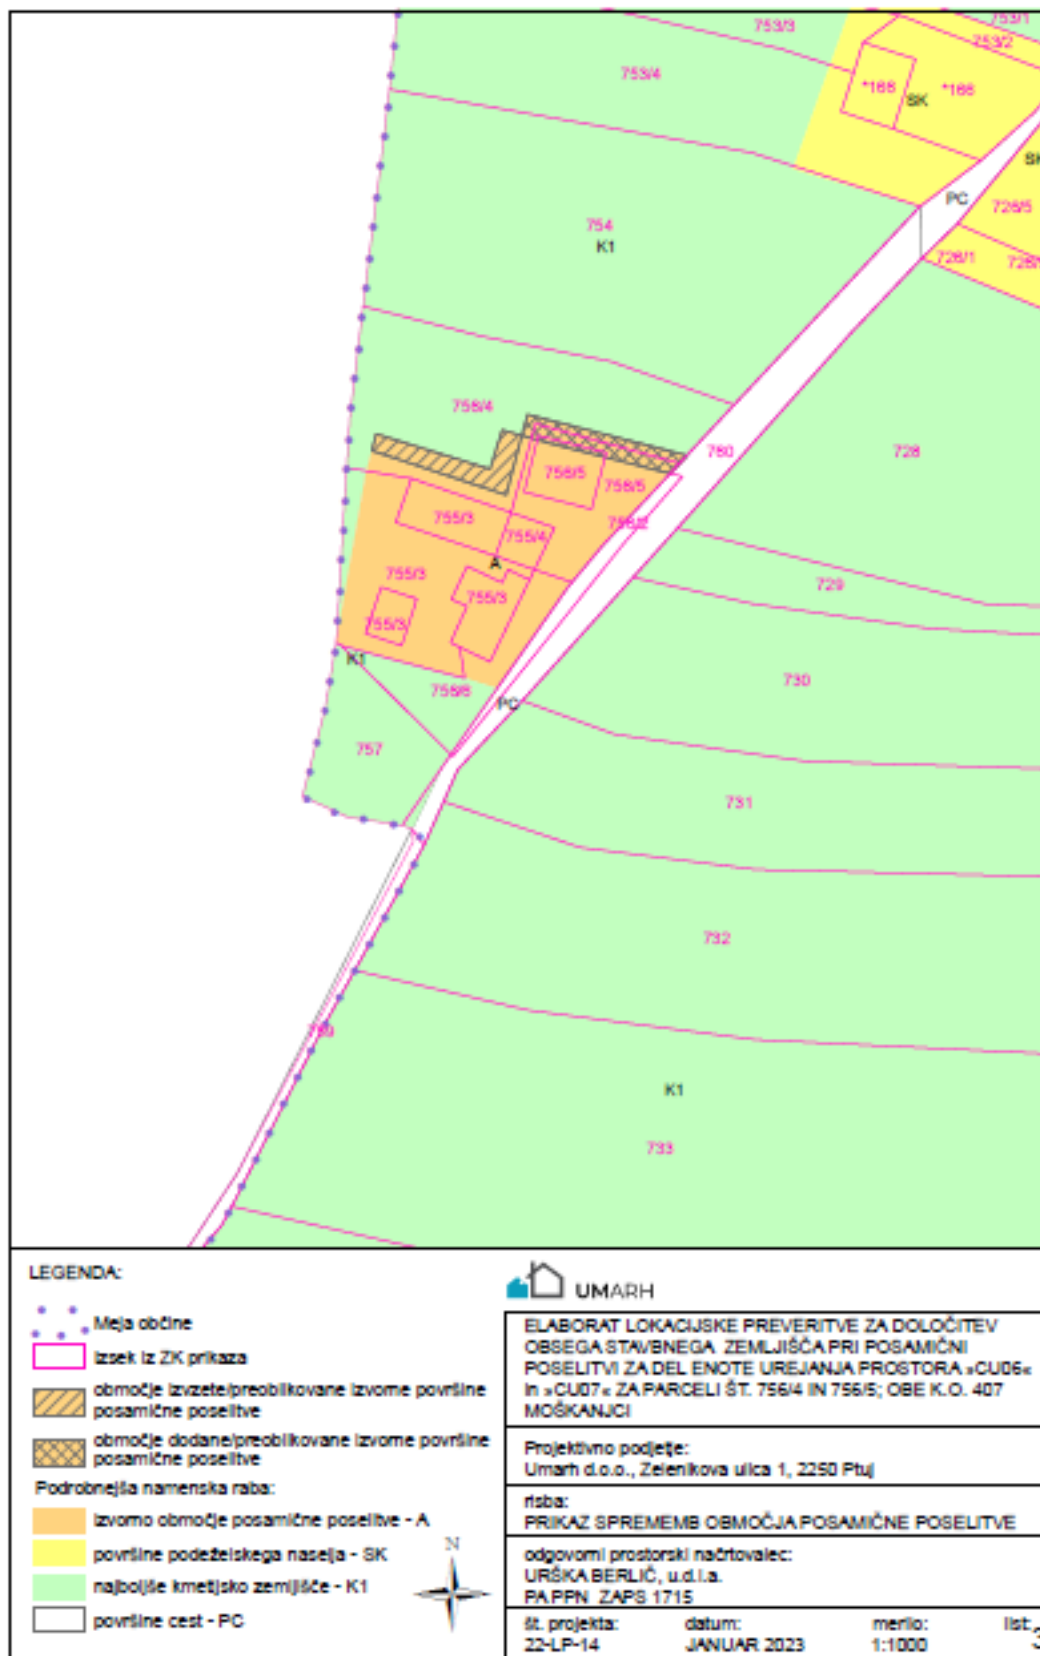 753/3
753/1
753/2
753/4
*166
*166
SK
SK
PC
726/5
726/1
754
K1
756/4
760
728
756/5
756/5
755/3
755/4
A
755/3
755/3
755/3
729
K1
756/6
730
PC
757
731
732
K1
733
LEGENDA:
Meja občine
Izsek iz ZK prikaza
območje izvzete/preoblikovane izvorne površine
posamične poselitve
območje dodane/preoblikovane izvorne površine
posamične poselitve
Podrobnejša namenska raba:
izvorno območje posamične poselitve - A
površine podeželskega naselja - SK
najboljše kmetijsko zemljišče - K1
površine cest - PC
N
UMARH
ELABORAT LOKACIJSKE PREVERITVE ZA DOLOČITEV
OBSEGA STAVBNEGA ZEMLJIŠČA PRI POSAMIČNI
POSELITVI ZA DEL ENOTE UREJANJA PROSTORA »CU06«
in »CU07« ZA PARCELI ŠT. 756/4 IN 756/5; OBE K.O. 407
MOŠKANJCI
Projektivno podjetje:
Umarh d.o.o., Zelenikova ulica 1, 2250 Ptuj
risba:
PRIKAZ SPREMEMB OBMOČJA POSAMIČNE POSELITVE
odgovorni prostorski načrtovalec:
URŠKA BERLIČ, u.d.i.a.
PA PPN ZAPS 1715
št. projekta: datum: merilo: list:
22-LP-14 JANUAR 2023 1:1000 3